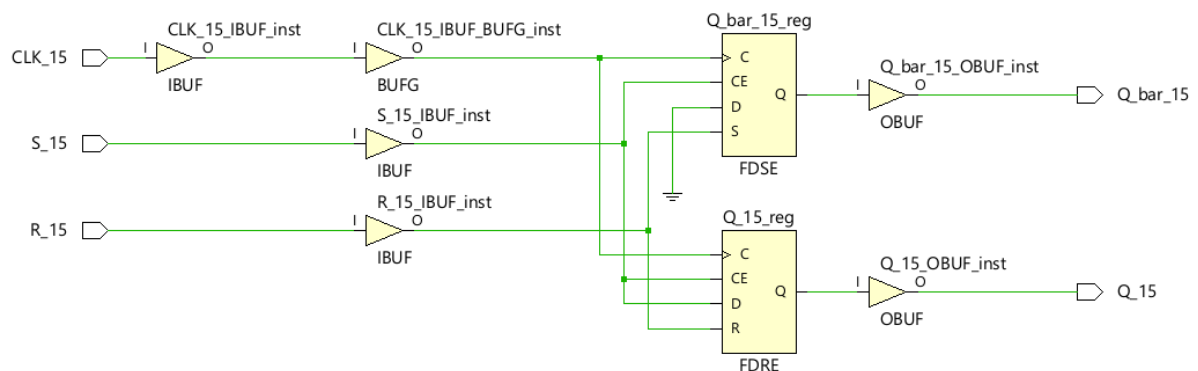 CLK_15
I
CLK_15_IBUF_inst
O
IBUF
I
CLK_15_IBUF_BUFG_inst
O
BUFG
S_15
I
S_15_IBUF_inst
O
IBUF
R_15
I
R_15_IBUF_inst
O
IBUF
Q_bar_15_reg
C
CE
D
S
Q
FDSE
I
Q_bar_15_OBUF_inst
O
OBUF
Q_bar_15
Q_15_reg
C
CE
D
R
Q
FDRE
I
Q_15_OBUF_inst
O
OBUF
Q_15